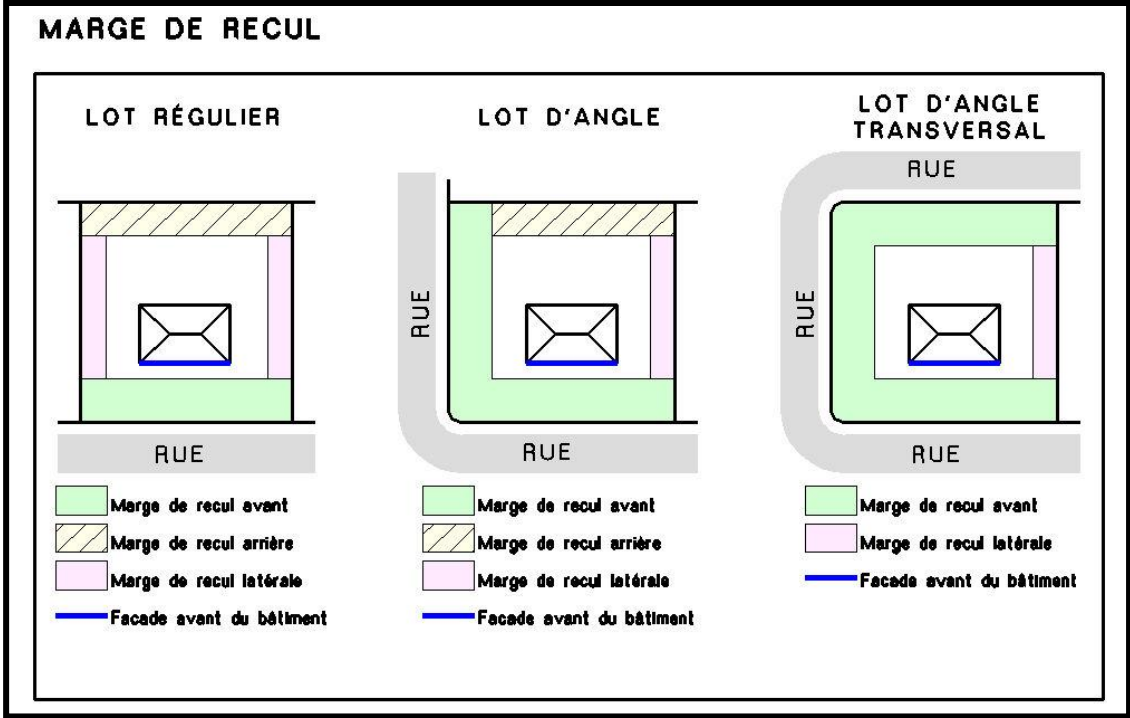 MARGE DE RECUL
LOT RÉGULIER
RUE
Marge de recul avant
Marge de recul arrière
Marge de recul latérale
Facade avant du bâtiment
LOT D'ANGLE
RUE
RUE
Marge de recul avant
Marge de recul arrière
Marge de recul latérale
Facade avant du bâtiment
LOT D'ANGLE
TRANSVERSAL
RUE
RUE
RUE
Marge de recul avant
Marge de recul latérale
Facade avant du bâtiment